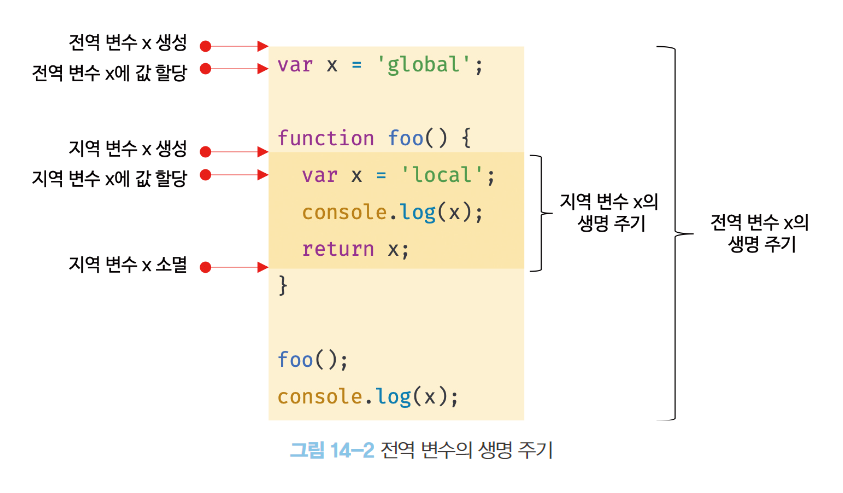 전역 변수 x 생성
전역 변수 x에 값 할당
var x = 'global';
function foo() {
지역 변수 x 생성
지역 변수 x에 값 할당
var x = 'local';
console.log(x);
return x;
지역 변수 x 소멸
}
foo();
console.log(x);
지역 변수 x의
생명 주기
전역 변수 x의
생명 주기
그림 14-2 전역 변수의 생명 주기